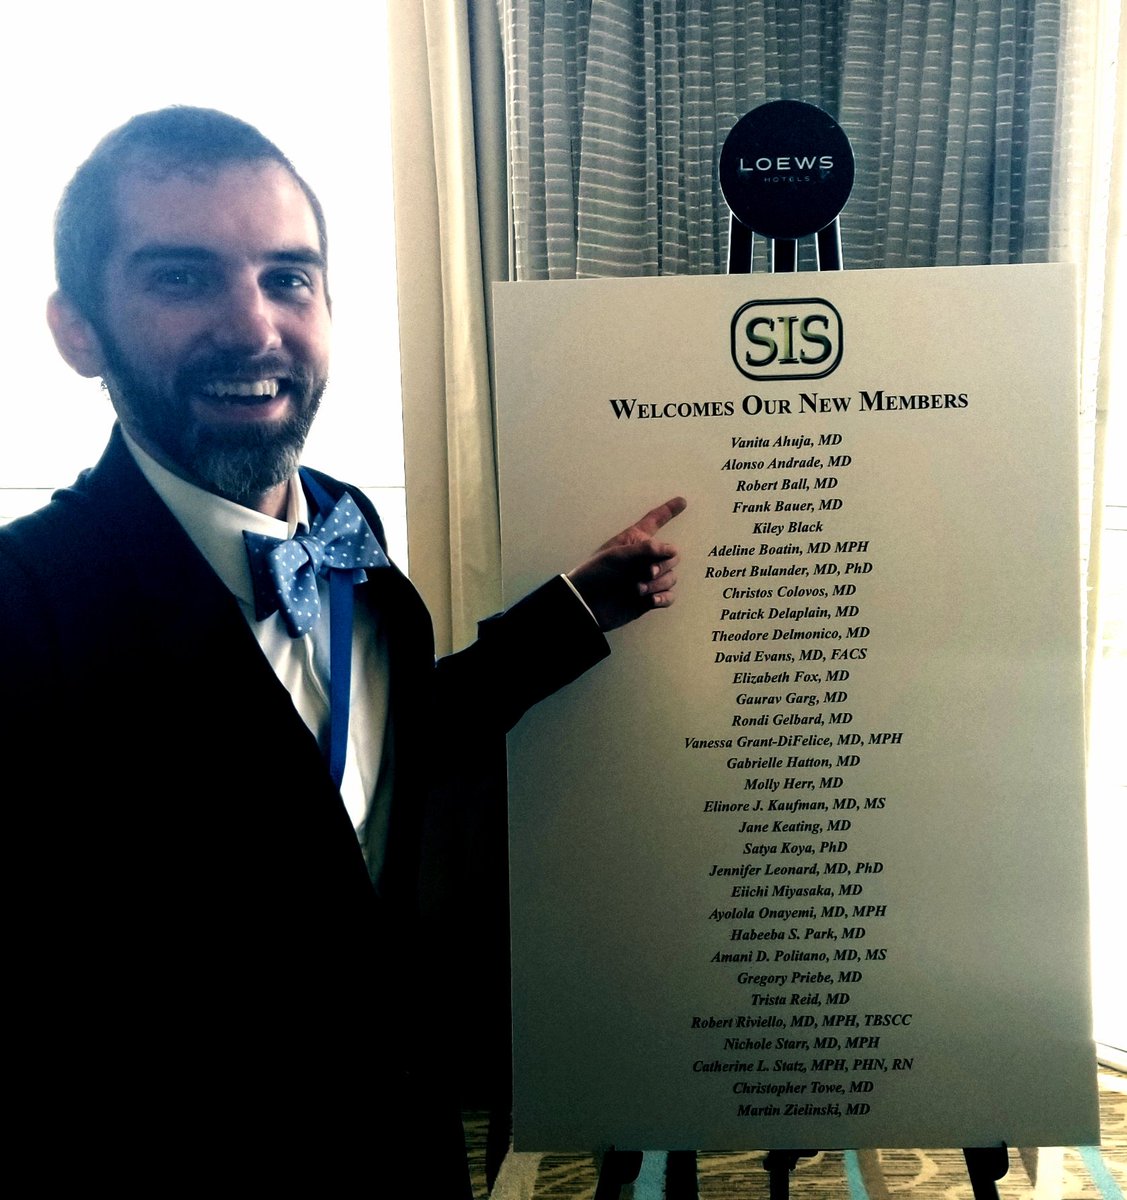 LOEWS
HOTELS
SIS
WELCOMES OUR NEW MEMBERS
Vanita Ahuja, MD
Alonso Andrade, MD
Robert Ball, MD
Frank Bauer, MD
Kiley Black
Adeline Boatin, MD MPH
Robert Bulander, MD, PhD
Christos Colovos, MD
Patrick Delaplain, MD
Theodore Delmonico, MD
David Evans, MD, FACS
Elizabeth Fox, MD
Gaurav Garg, MD
Rondi Gelbard, MD
Vanessa Grant-DiFelice, MD, MPH
Gabrielle Hatton, MD
Molly Herr, MD
Elinore J. Kaufman, MD, MS
Jane Keating, MD
Satya Koya, PhD
Jennifer Leonard, MD, PhD
Eiichi Miyasaka, MD
Ayolola Onayemi, MD, MPH
Habeeba S. Park, MD
Amani D. Politano, MD, MS
Gregory Priebe, MD
Trista Reid, MD
Robert Riviello, MD, MPH, TBSCC
Nichole Starr, MD, MPH
Catherine L. Statz, MPH, PHN, RN
Christopher Towe, MD
Martin Zielinski, MD